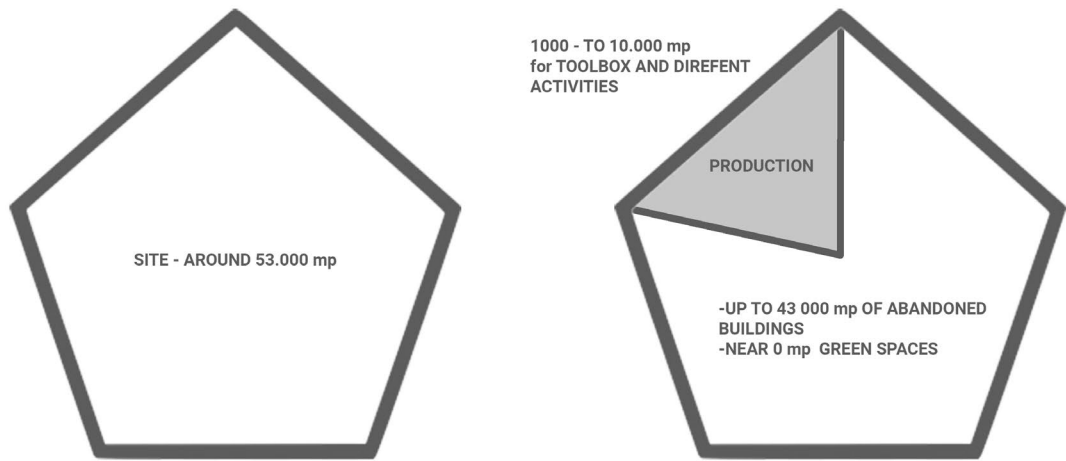 SITE - AROUND 53.000 mp
1000 - TO 10.000 mp
for TOOLBOX AND DIREFENT
ACTIVITIES
PRODUCTION
-UP TO 43 000 mp OF ABANDONED
BUILDINGS
-NEAR 0 mp GREEN SPACES